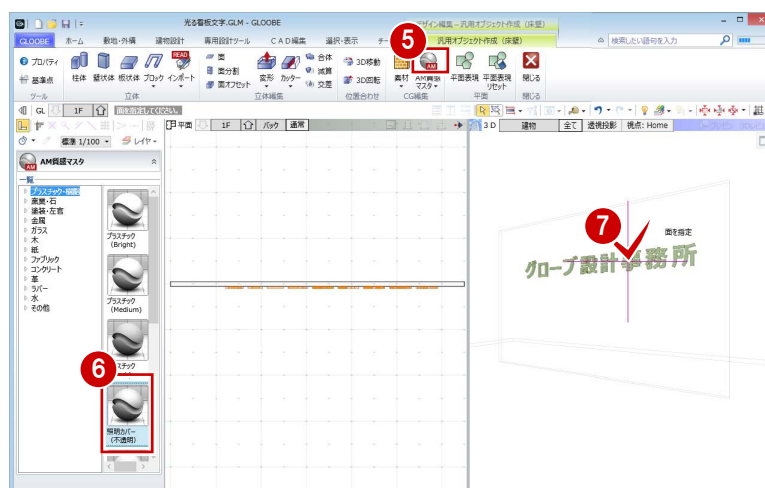 光る看板文字.GLM - GLOOBE
デザイン編集 - 汎用オブジェクト作成（床壁）
GLOOBE ホーム 敷地・外構 建物設計 専用設計ツール ＣＡＤ編集 選択・表示 汎用オブジェクト作成（床壁） 検索したい語句を入力
5
プロパティ
基準点
ツール
柱体 壁状体 板状体 ブロック インポート
READ
立体
面
面分割
面オフセット
変形 カッター
合体
減算
交差
立体編集
3D移動
3D回転
位置合わせ
素材 AM質感マスタ
AM
CG編集
平面表現 平面表現リセット
平面
閉じる
閉じる
GL 1F 面を指定してください。
標準 1/100 レイヤ
平面 1F バック 通常
3 D 建物 全て 透視投影 視点: Home
AM質感マスタ
一覧
プラスチック・樹脂
窯業・石
塗装・左官
金属
ガラス
木
紙
ファブリック
コンクリート
革
ラバー
水
その他
プラスチック
(Bright)
プラスチック
(Medium)
6
照明カバー
(不透明)
7
面を指定
グローブ設計事務所